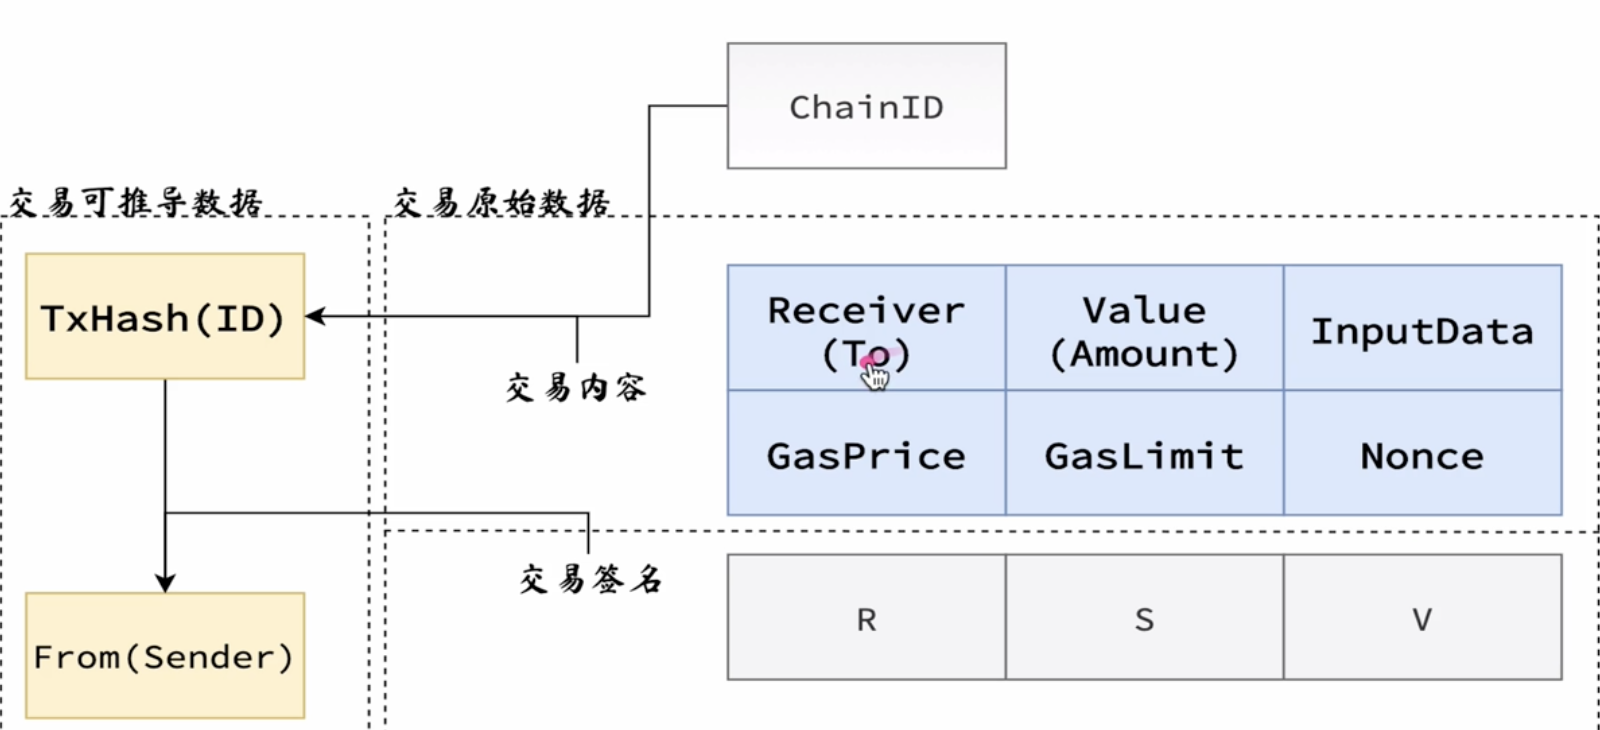 ChainID
交易可推导数据
交易原始数据
TxHash(ID)
交易内容
Receiver
(To)
Value
(Amount)
InputData
GasPrice
GasLimit
Nonce
交易签名
R
S
V
From(Sender)